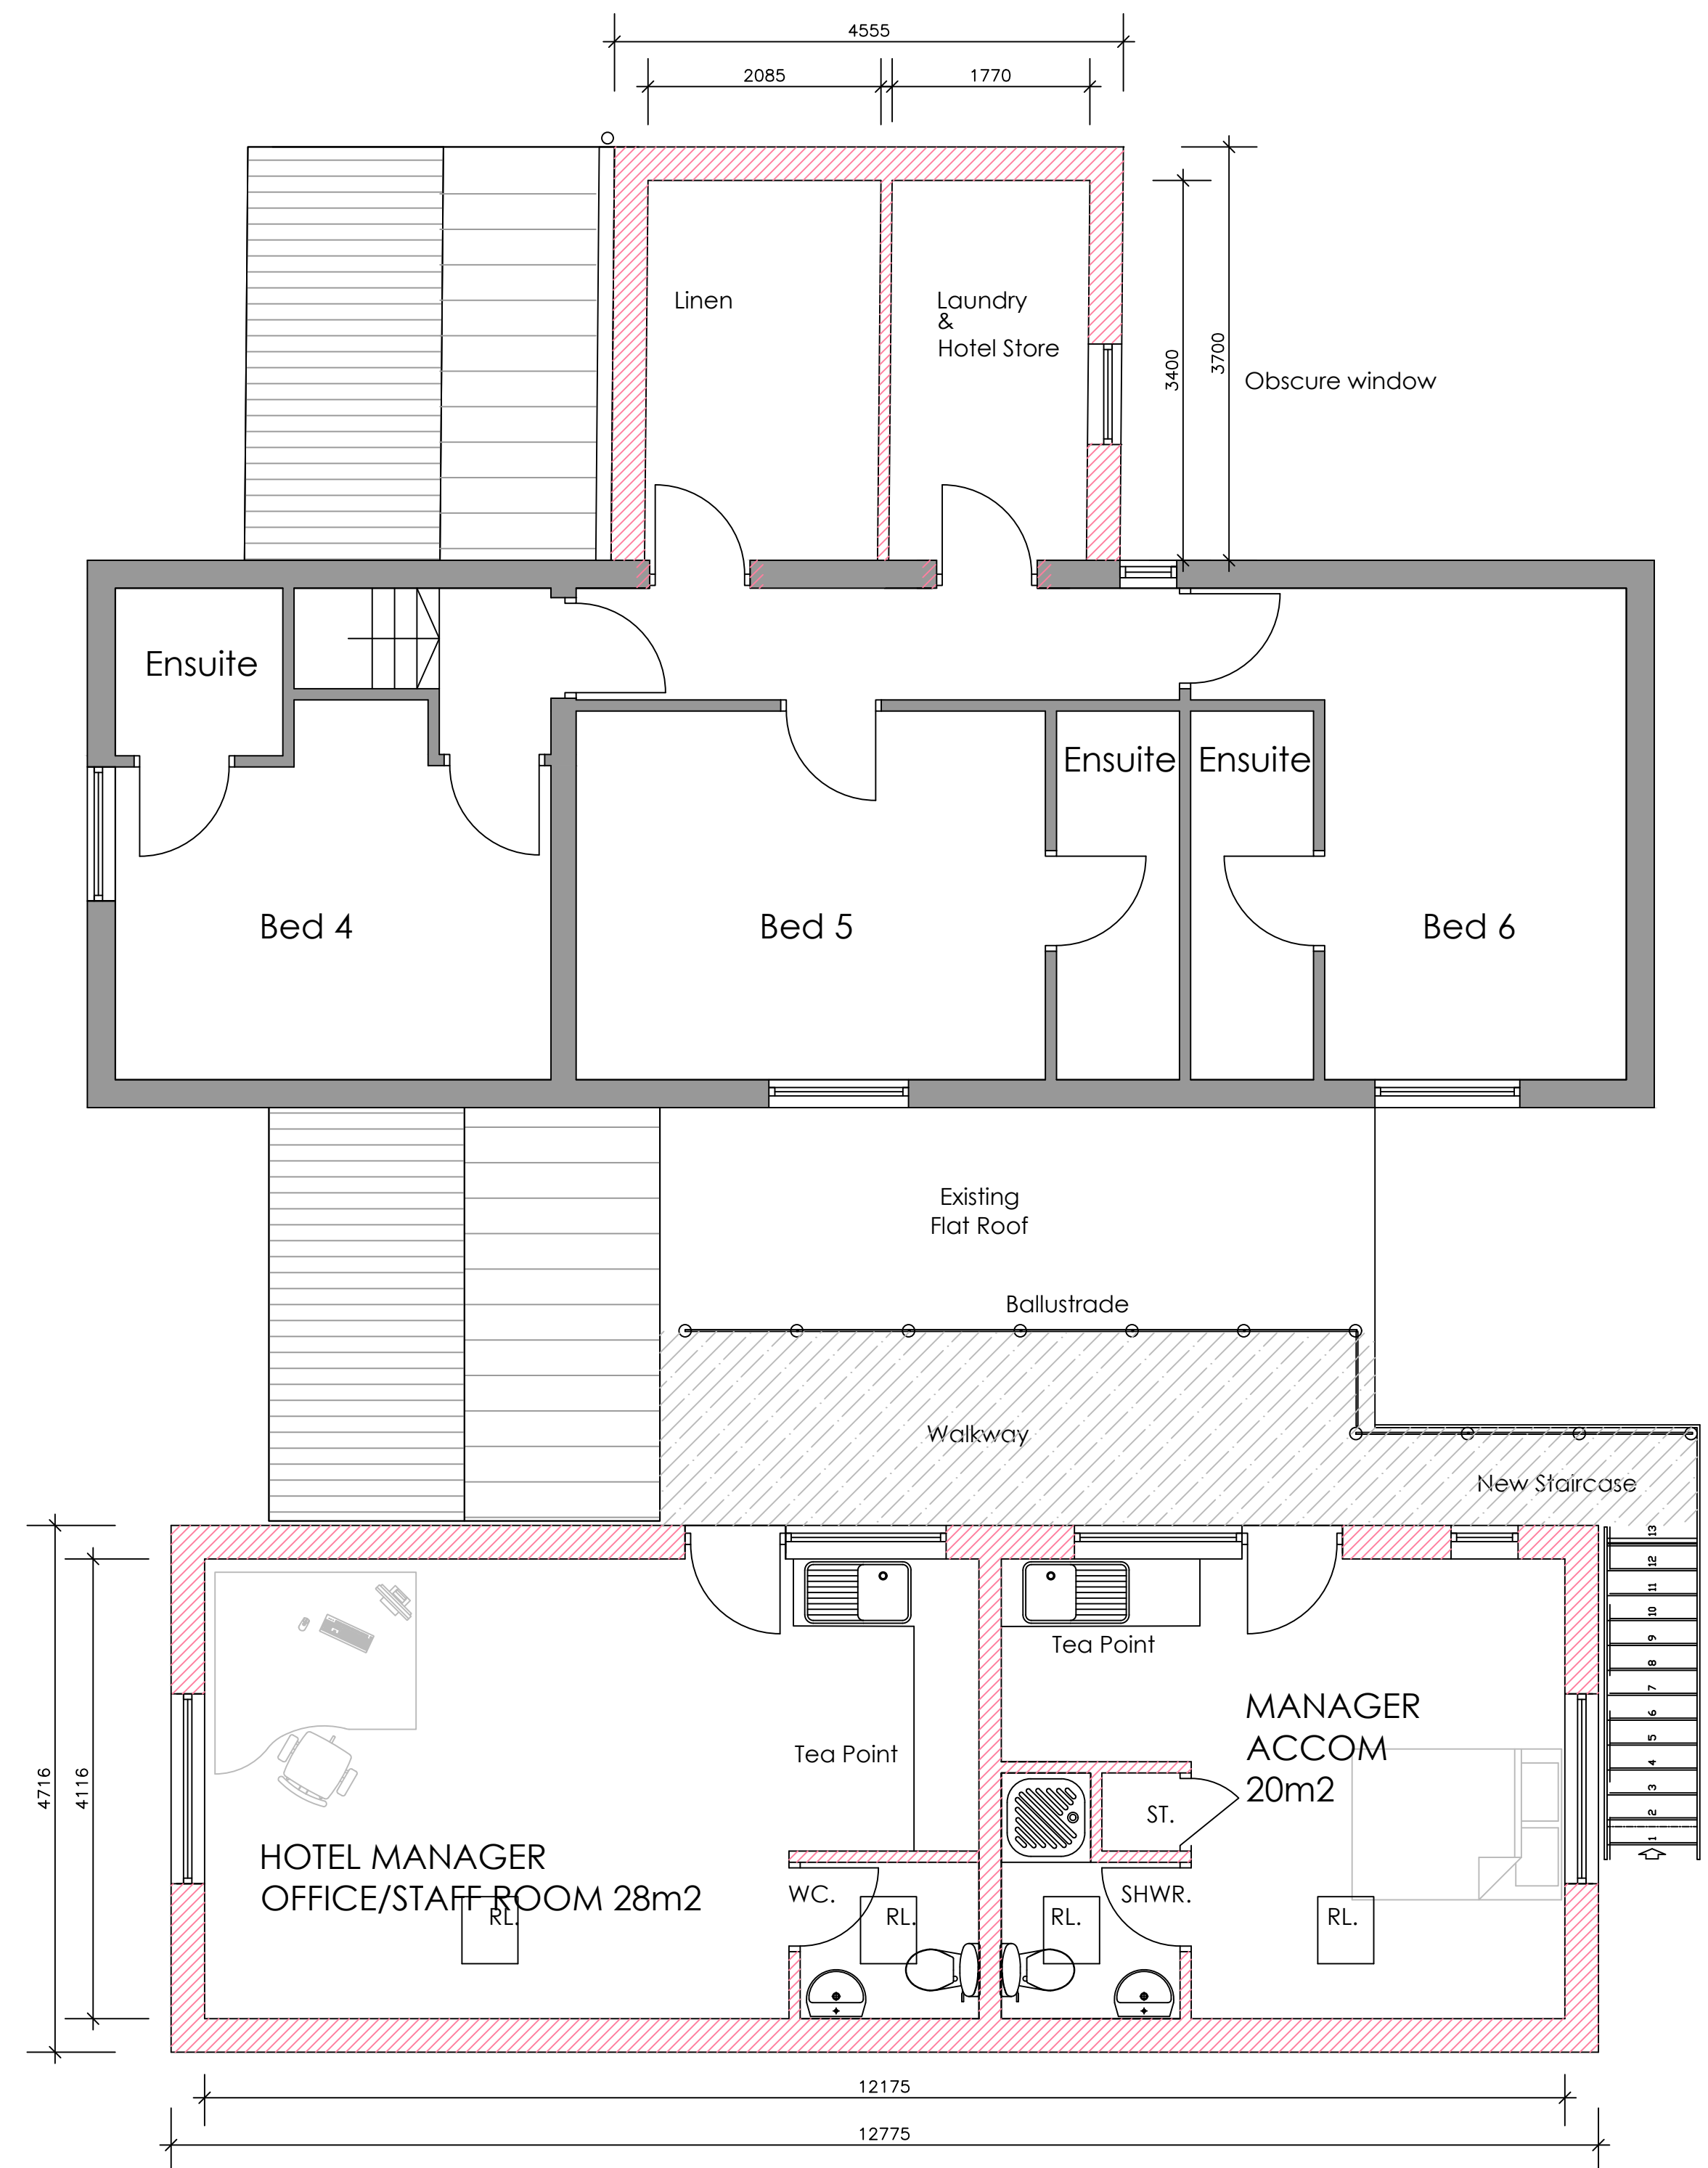 4555
2085
1770
Linen
Laundry
&
Hotel Store
3400
3700
Obscure window
Ensuite
Ensuite
Ensuite
Bed 4
Bed 5
Bed 6
Existing
Flat Roof
Ballustrade
Walkway
New Staircase
13
12
11
10
9
8
7
6
5
4
3
2
1
Tea Point
MANAGER
ACCOM
20m2
Tea Point
4716
4116
ST.
HOTEL MANAGER
OFFICE/STAFF ROOM 28m2
WC.
SHWR.
RL.
RL.
RL.
RL.
12175
12775